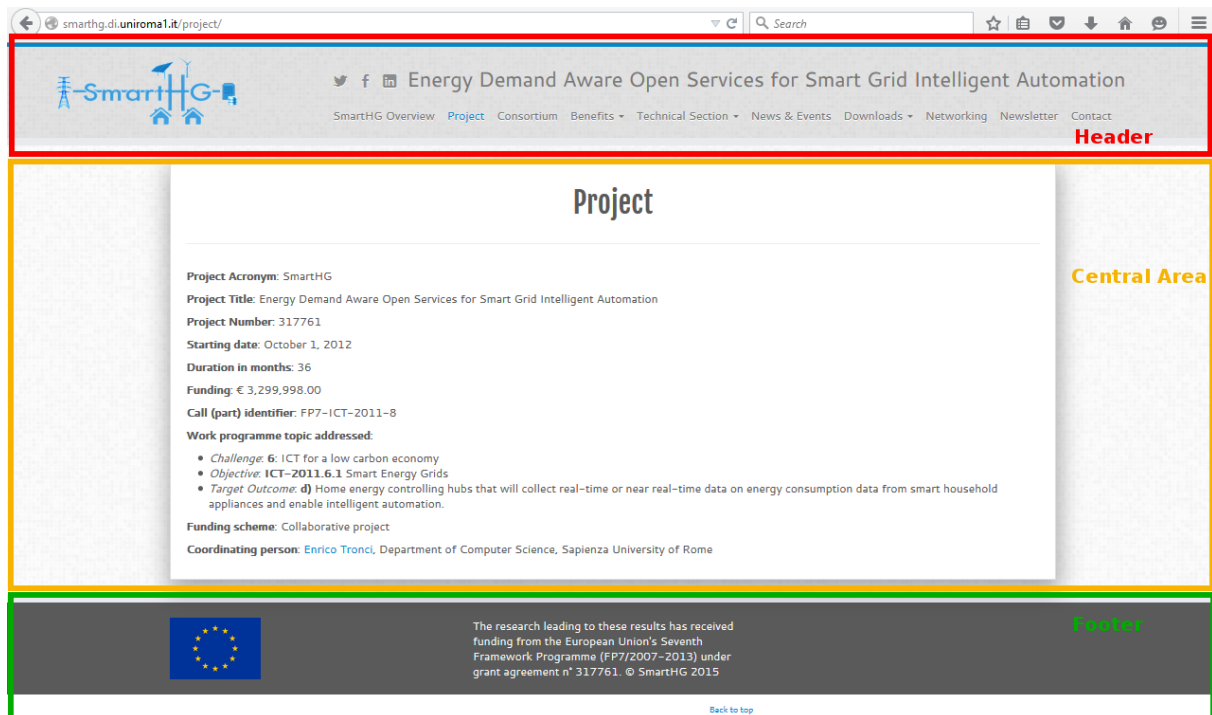 smarthg.di.uniroma1.it/project/ Search
-SmartHG- Energy Demand Aware Open Services for Smart Grid Intelligent Automation
SmartHG Overview Project Consortium Benefits Technical Section News & Events Downloads Networking Newsletter Contact
Header
Project
Central Area
Project Acronym: SmartHG
Project Title: Energy Demand Aware Open Services for Smart Grid Intelligent Automation
Project Number: 317761
Starting date: October 1, 2012
Duration in months: 36
Funding: € 3,299,998.00
Call (part) identifier: FP7-ICT-2011-8
Work programme topic addressed:
• Challenge: 6: ICT for a low carbon economy
• Objective: ICT-2011.6.1 Smart Energy Grids
• Target Outcome: d) Home energy controlling hubs that will collect real-time or near real-time data on energy consumption data from smart household
appliances and enable intelligent automation.
Funding scheme: Collaborative project
Coordinating person: Enrico Tronci, Department of Computer Science, Sapienza University of Rome
Footer
The research leading to these results has received
funding from the European Union's Seventh
Framework Programme (FP7/2007-2013) under
grant agreement n° 317761. © SmartHG 2015
Back to top